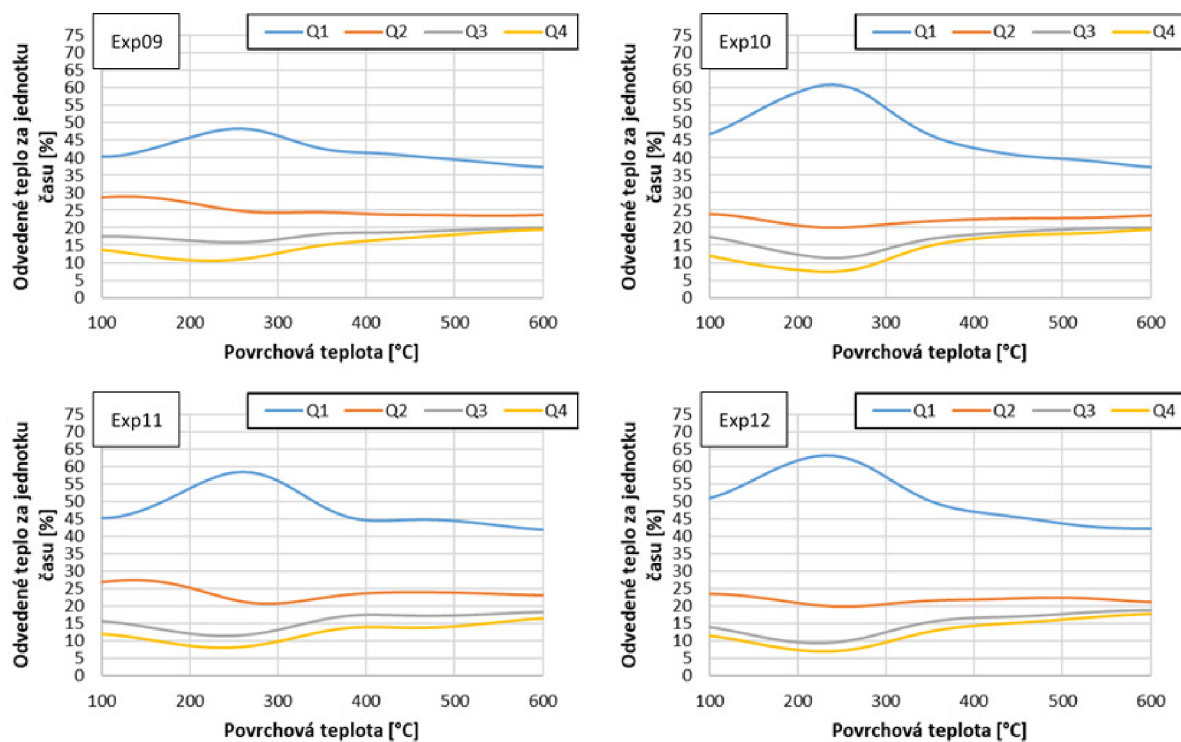 Exp09
Q1 Q2 Q3 Q4
Odvedené teplo za jednotku
času [%]
75
70
65
60
55
50
45
40
35
30
25
20
15
10
5
0
100 200 300 400 500 600
Povrchová teplota [°C]
Exp10
Q1 Q2 Q3 Q4
Odvedené teplo za jednotku
času [%]
75
70
65
60
55
50
45
40
35
30
25
20
15
10
5
0
100 200 300 400 500 600
Povrchová teplota [°C]
Exp11
Q1 Q2 Q3 Q4
Odvedené teplo za jednotku
času [%]
75
70
65
60
55
50
45
40
35
30
25
20
15
10
5
0
100 200 300 400 500 600
Povrchová teplota [°C]
Exp12
Q1 Q2 Q3 Q4
Odvedené teplo za jednotku
času [%]
75
70
65
60
55
50
45
40
35
30
25
20
15
10
5
0
100 200 300 400 500 600
Povrchová teplota [°C]